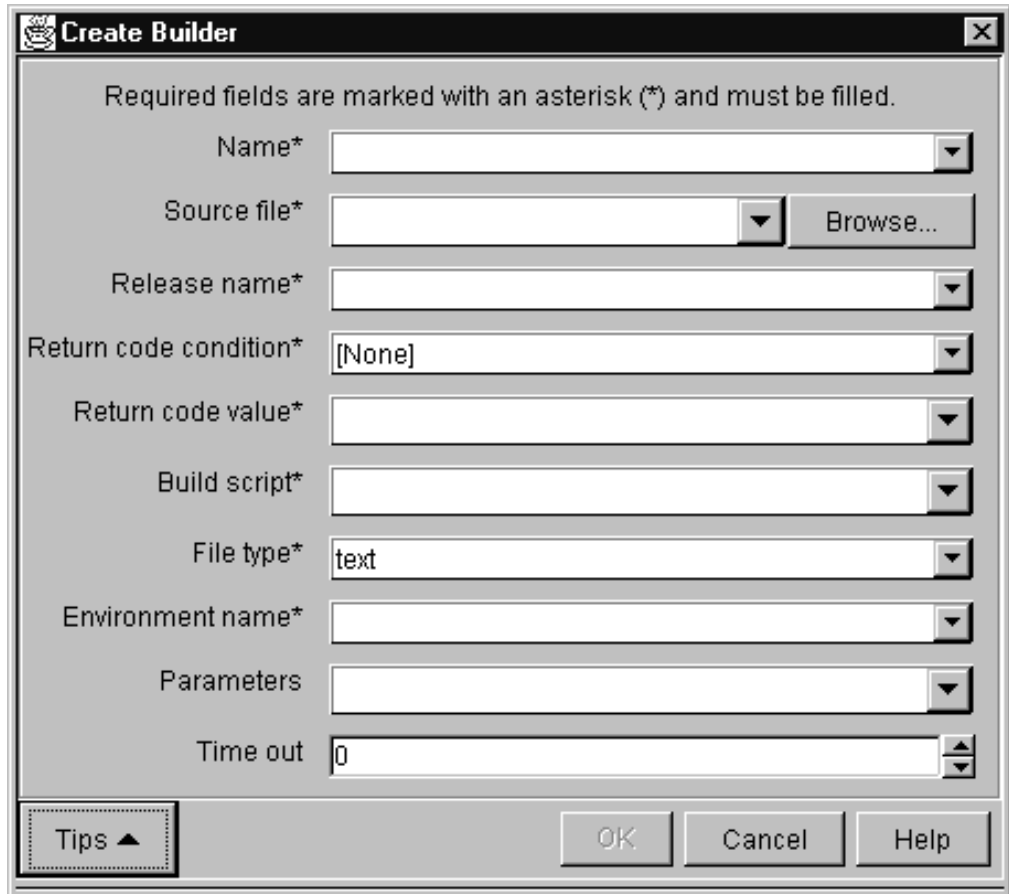 Create Builder
Required fields are marked with an asterisk (*) and must be filled.
Name*
Source file*
Browse...
Release name*
Return code condition* [None]
Return code value*
Build script*
File type* text
Environment name*
Parameters
Time out 0
Tips OK Cancel Help